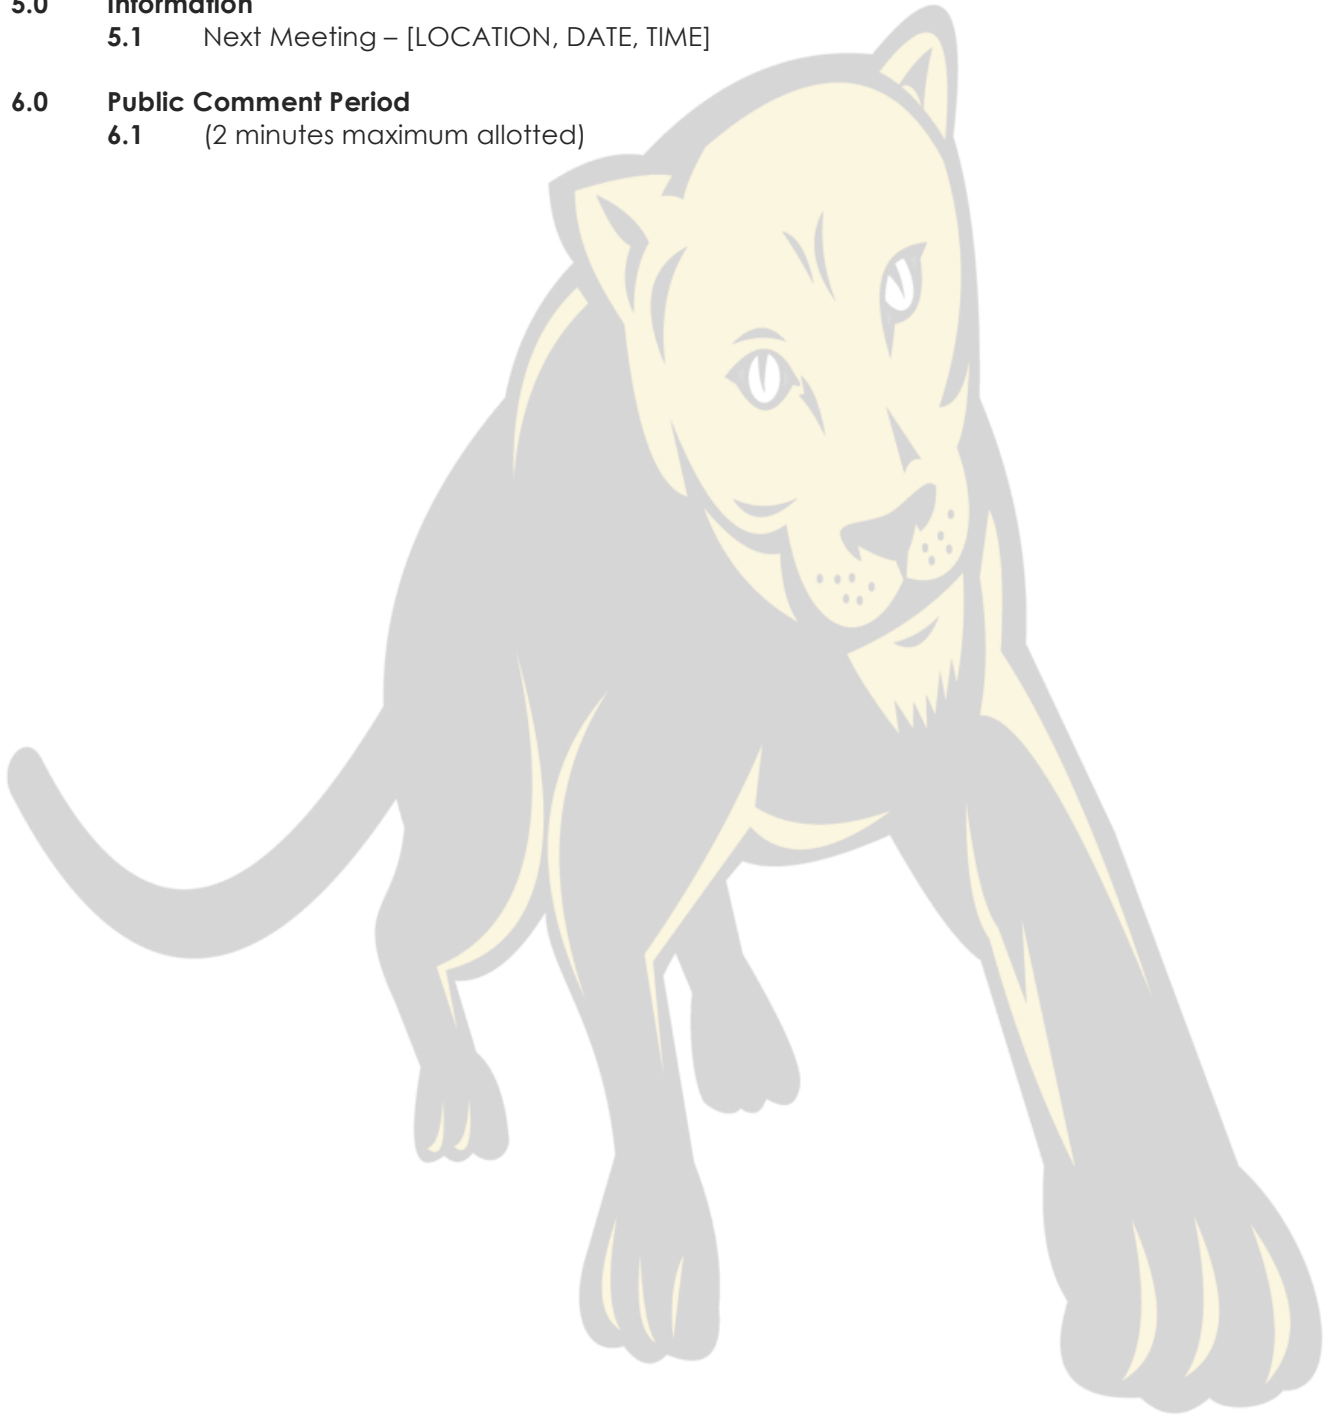 5.0 Information
5.1 Next Meeting – [LOCATION, DATE, TIME]
6.0 Public Comment Period
6.1 (2 minutes maximum allotted)